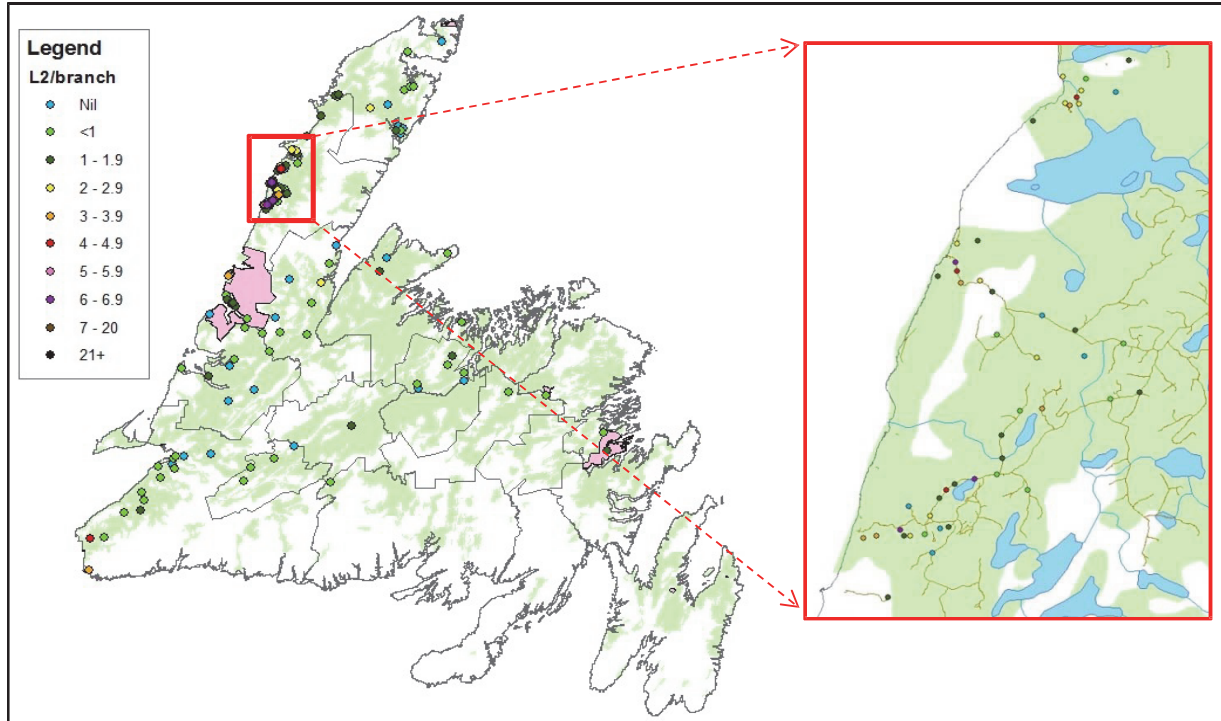 Legend
L2/branch
Nil
<1
1 - 1.9
2 - 2.9
3 - 3.9
4 - 4.9
5 - 5.9
6 - 6.9
7 - 20
21+